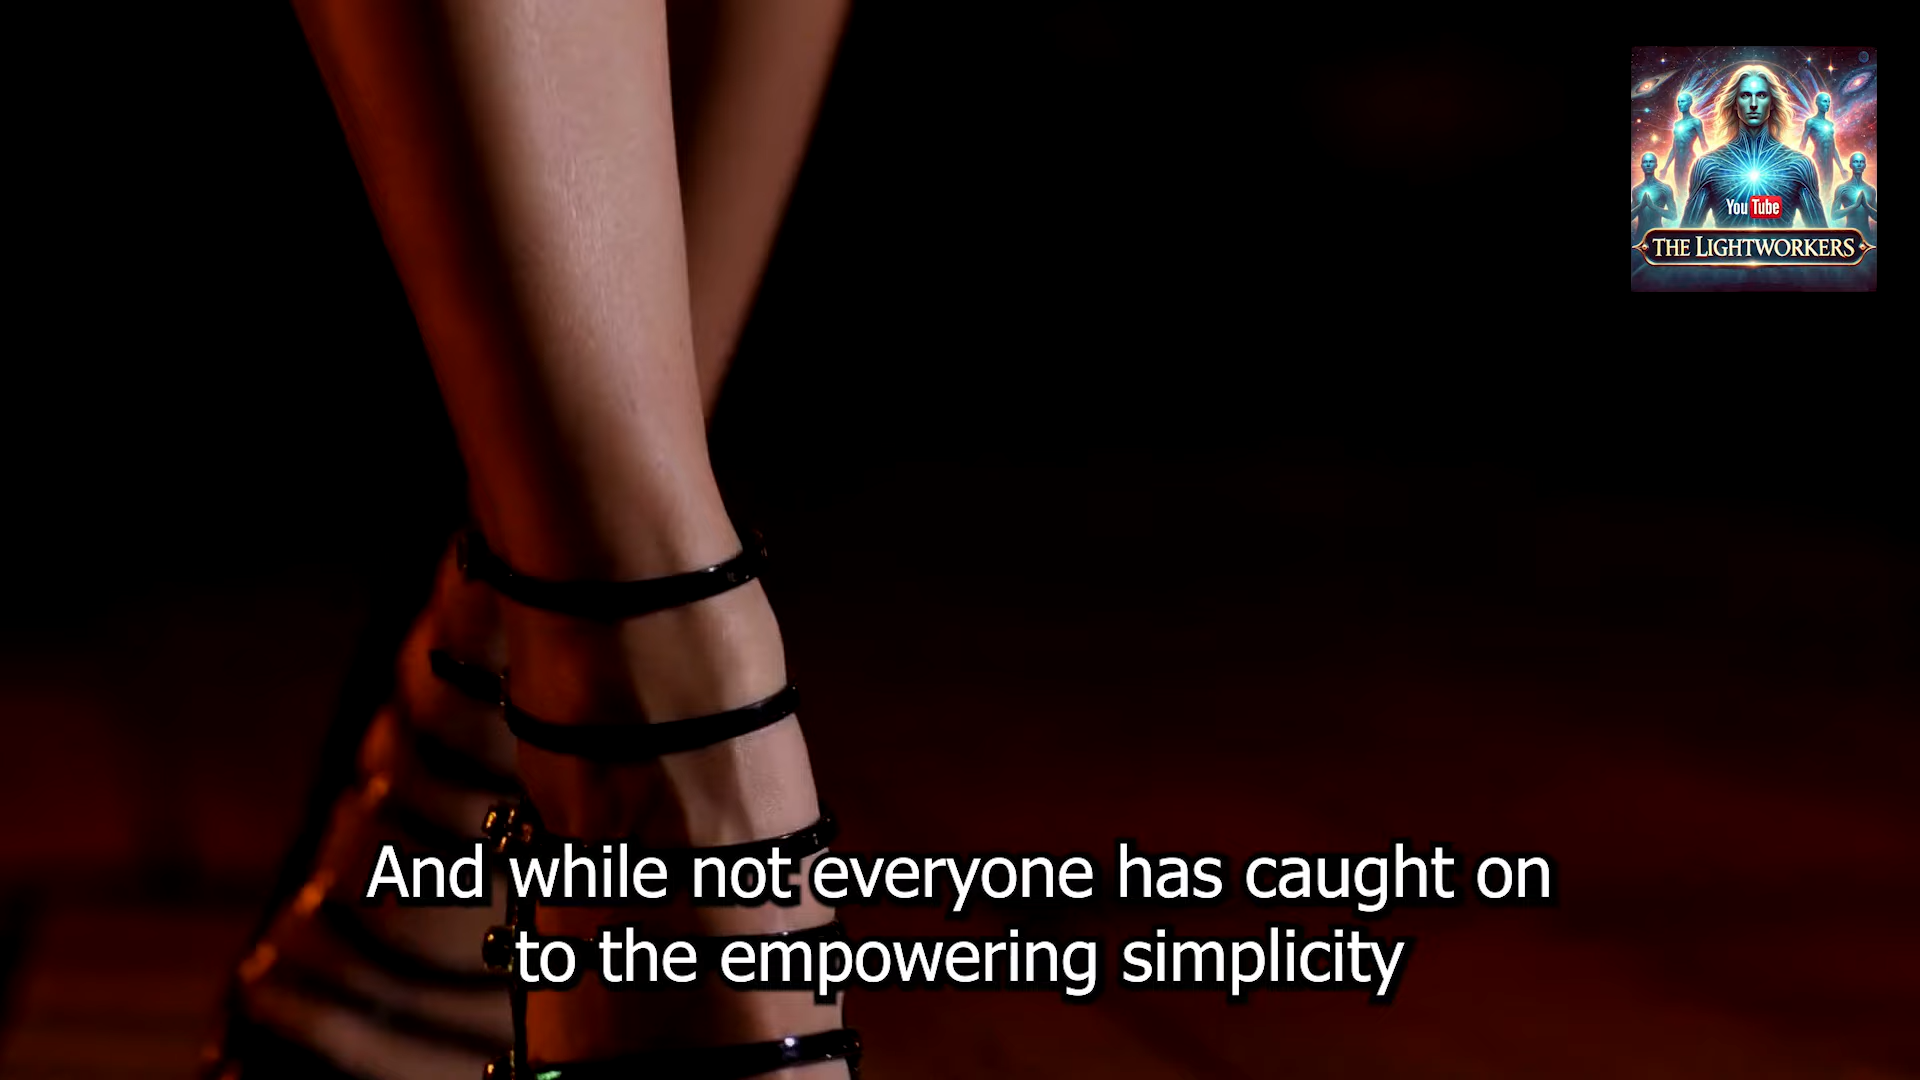 You Tube
THE LIGHTWORKERS
And while not everyone has caught on
to the empowering simplicity